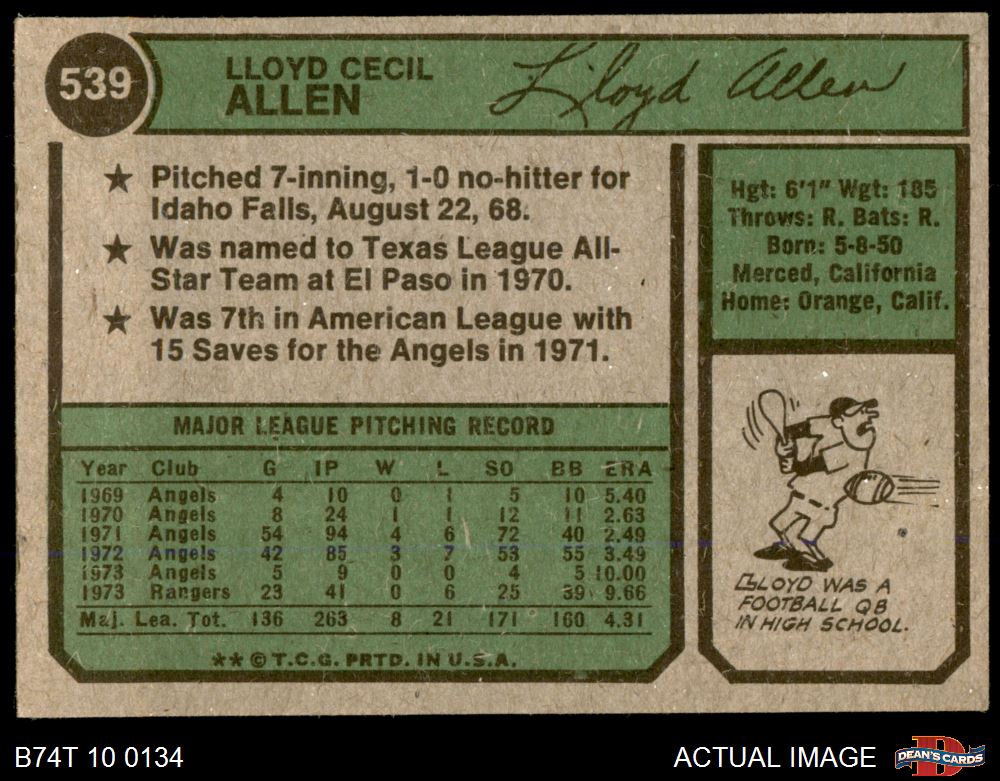 539
LLOYD CECIL
ALLEN
Lloyd Allen
★ Pitched 7-inning, 1-0 no-hitter for
Idaho Falls, August 22, 68.
★ Was named to Texas League All-
Star Team at El Paso in 1970.
★ Was 7th in American League with
15 Saves for the Angels in 1971.
Hgt: 6'1" Wgt: 185
Throws: R. Bats: R.
Born: 5-8-50
Merced, California
Home: Orange, Calif.
MAJOR LEAGUE PITCHING RECORD
Year Club G IP W L SO BB ERA
1969 Angels 4 10 0 1 5 10 5.40
1970 Angels 8 24 1 1 12 11 2.63
1971 Angels 54 94 4 6 72 40 2.49
1972 Angels 42 85 3 7 53 55 3.49
1973 Angels 5 9 0 0 4 5 10.00
1973 Rangers 23 41 0 6 25 39 9.66
Maj. Lea. Tot. 136 263 8 21 171 160 4.31
**© T.C.G. PRTD. IN U.S.A.
LLOYD WAS A
FOOTBALL QB
IN HIGH SCHOOL.
B74T 10 0134
ACTUAL IMAGE
D
DEAN'S CARDS